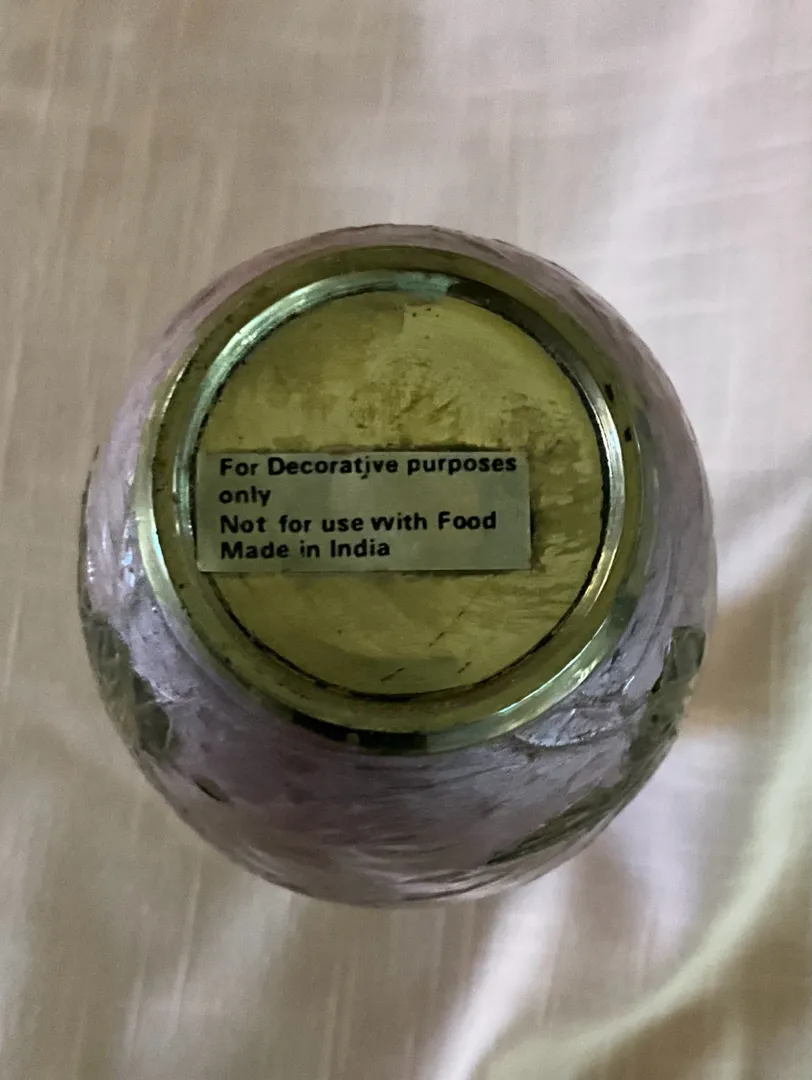 For Decorative purposes
only
Not for use with Food
Made in India